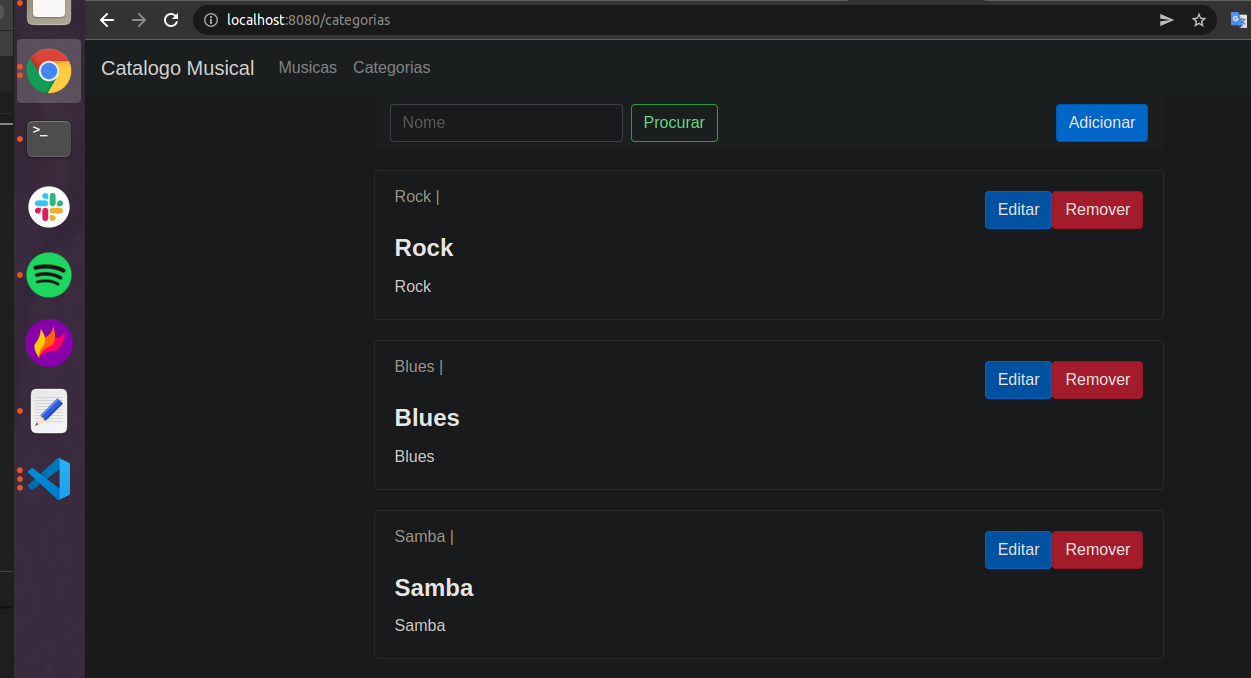 localhost:8080/categorias
Catalogo Musical Musicas Categorias
Nome Procurar Adicionar
>_
Rock | Editar Remover
Rock
Rock
Blues | Editar Remover
Blues
Blues
Samba | Editar Remover
Samba
Samba